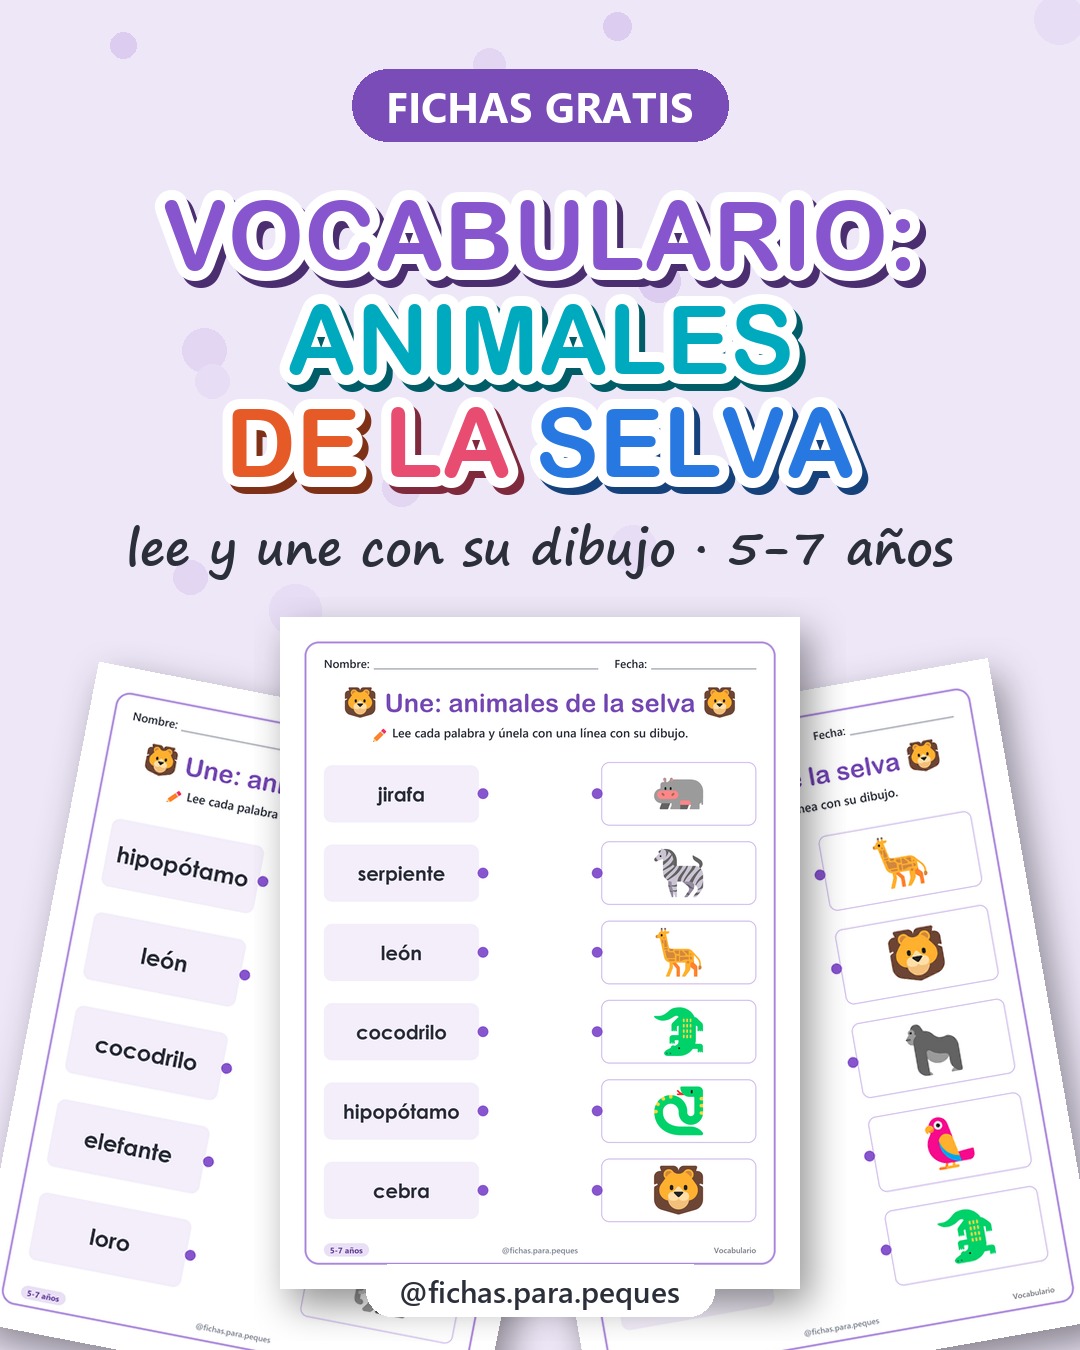 FICHAS GRATIS
VOCABULARIO:
ANIMALES
DE LA SELVA
lee y une con su dibujo · 5-7 años
Nombre:
Une: ani
Lee cada palabra
hipopótamo
león
cocodrilo
elefante
loro
5-7 años
@fichas.para.peques
Nombre: Fecha:
Une: animales de la selva
Lee cada palabra y únela con una línea con su dibujo.
jirafa
serpiente
león
cocodrilo
hipopótamo
cebra
5-7 años @fichas.para.peques Vocabulario
Fecha:
la selva
con su dibujo.
@fichas.para.peques Vocabulario
@fichas.para.peques